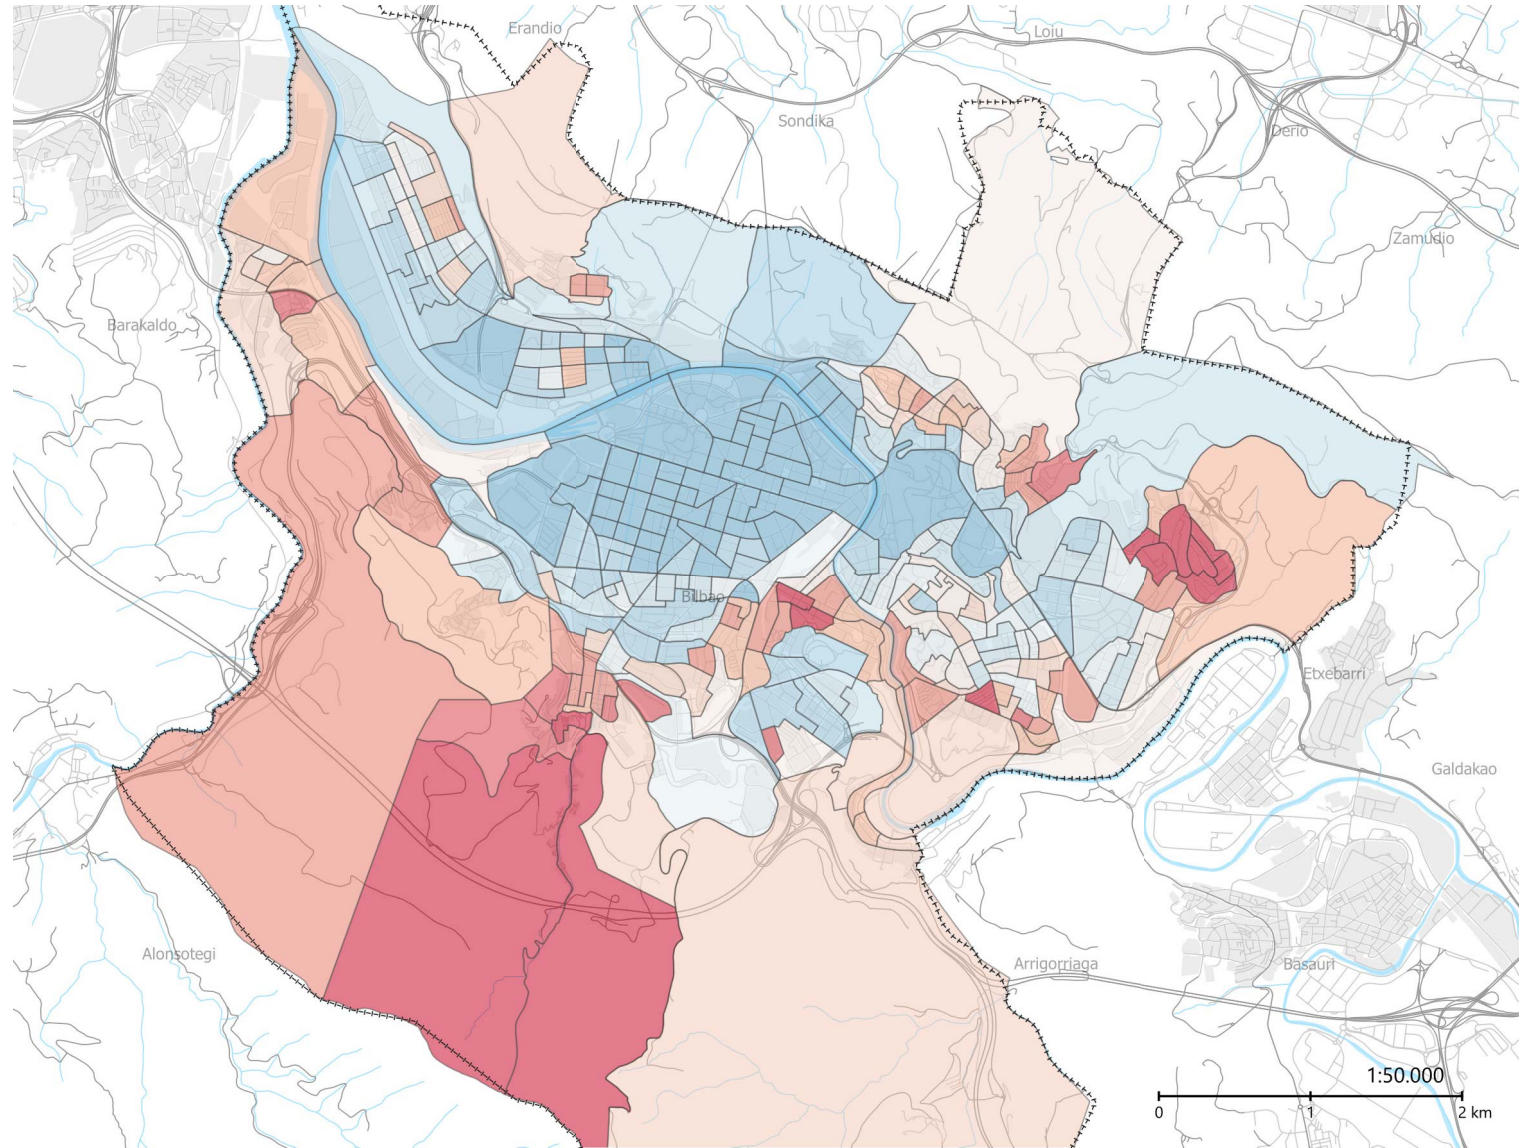 Erandio
Loiu
Sondika
Derio
Zamudio
Barakaldo
Bilbao
Etxebarri
Galdakao
Alonsotegi
Arrigorriaga
Basauri
1:50.000
0 1 2 km